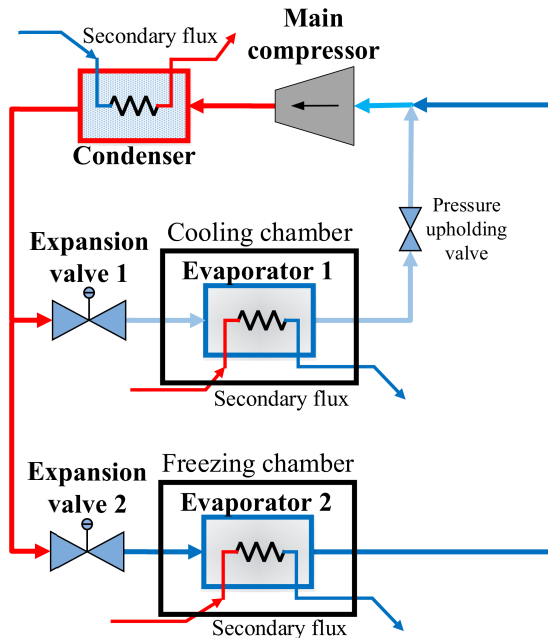 Secondary flux
Main
compressor
Condenser
Pressure
upholding
valve
Cooling chamber
Expansion
valve 1
Evaporator 1
Secondary flux
Freezing chamber
Expansion
valve 2
Evaporator 2
Secondary flux